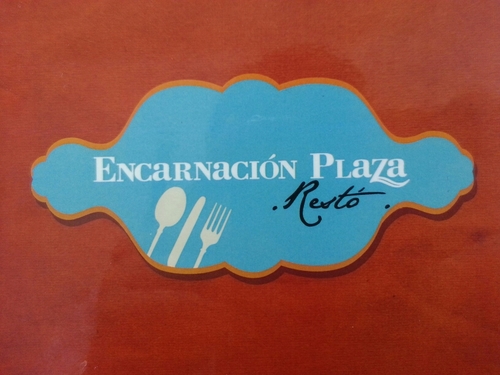 Encarnación Plaza
.Restó.